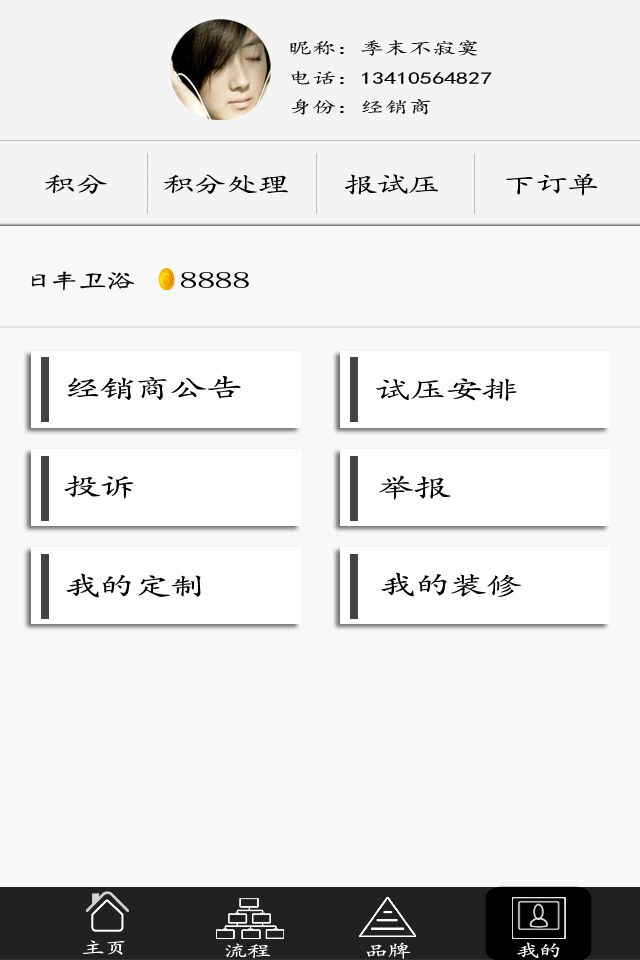 昵称：季末不寂寞
电话：13410564827
身份：经销商
积分 积分处理 报试压 下订单
日丰卫浴 8888
经销商公告 试压安排
投诉 举报
我的定制 我的装修
主页 流程 品牌 我的